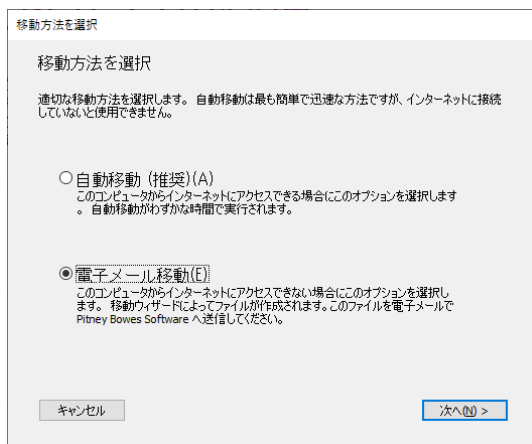 移動方法を選択
移動方法を選択
適切な移動方法を選択します。 自動移動は最も簡単で迅速な方法ですが、インターネットに接続
していないと使用できません。
自動移動 (推奨)(A)
このコンピュータからインターネットにアクセスできる場合にこのオプションを選択します
。 自動移動がわずかな時間で実行されます。
電子メール移動(E)
このコンピュータからインターネットにアクセスできない場合にこのオプションを選択し
ます。 移動ウィザードによってファイルが作成されます。このファイルを電子メールで
Pitney Bowes Software へ送信してください。
キャンセル
次へ(N) >